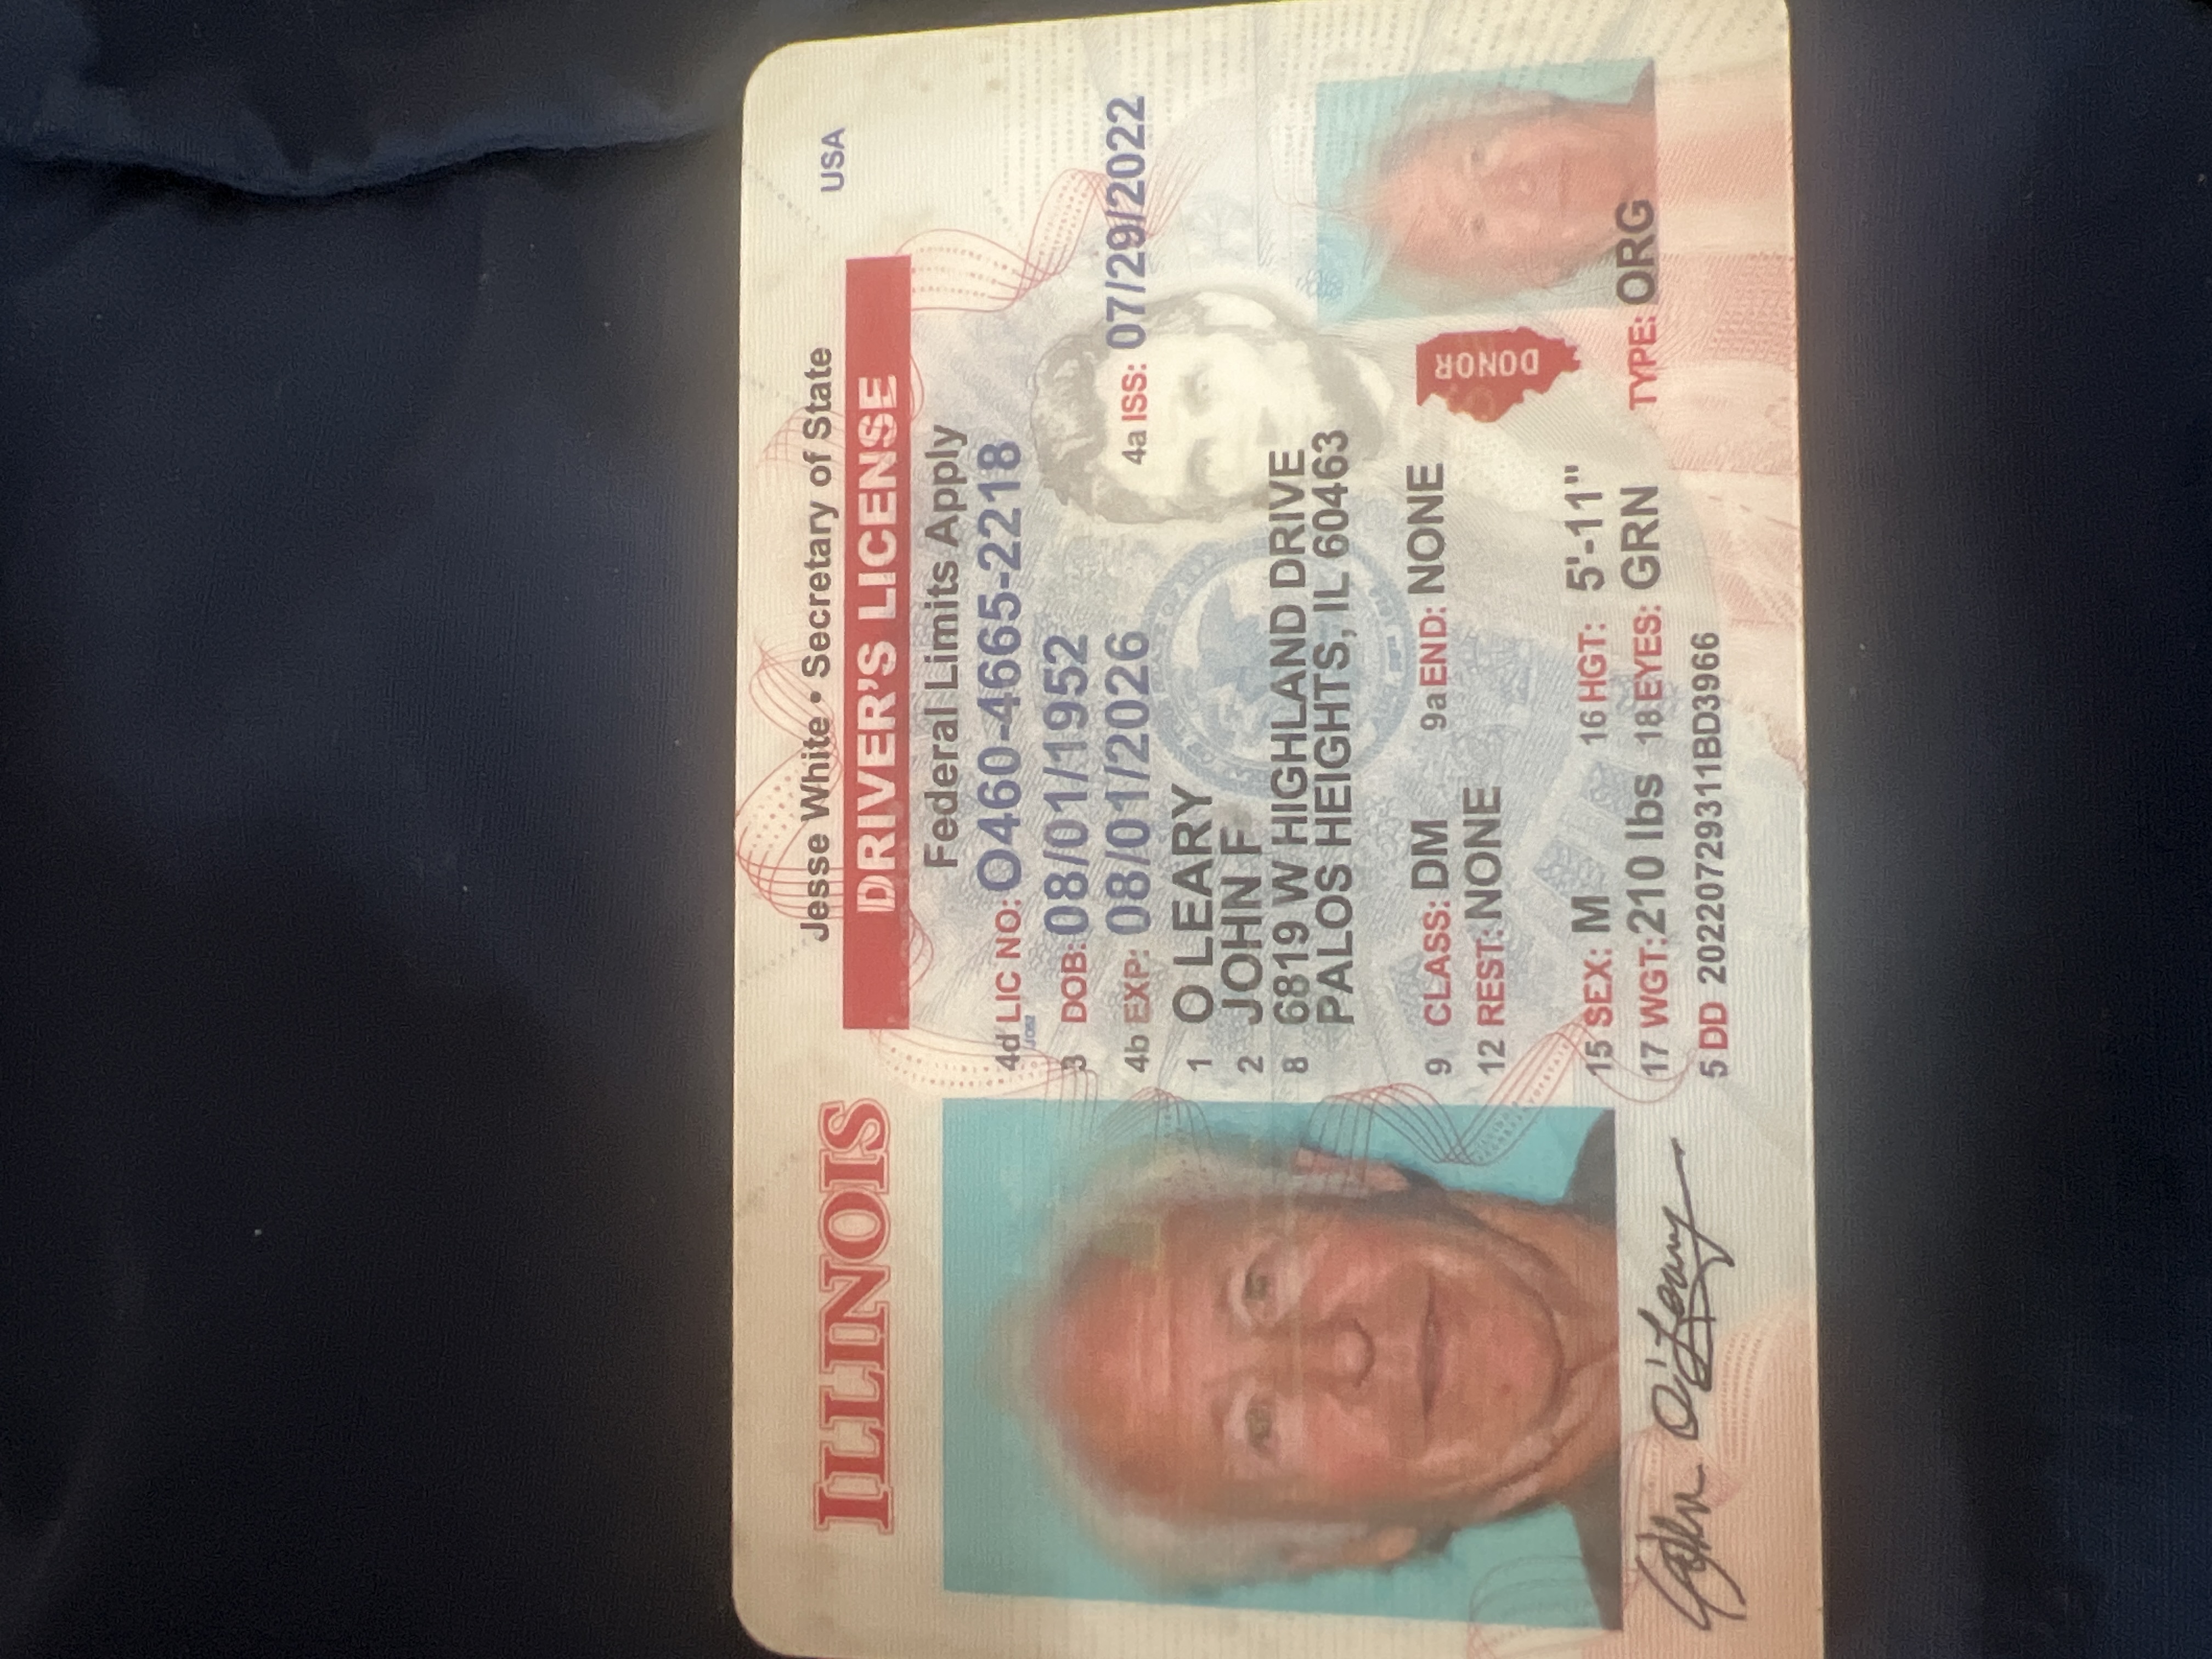 ILLINOIS
Jesse White • Secretary of State
USA
DRIVER'S LICENSE
Federal Limits Apply
4d LIC NO: O460-4665-2218
3 DOB: 08/01/1952
4b EXP: 08/01/2026
4a ISS: 07/29/2022
1 O LEARY
2 JOHN F
8 6819 W HIGHLAND DRIVE
PALOS HEIGHTS, IL 60463
9 CLASS: DM 9a END: NONE
12 REST: NONE
DONOR
15 SEX: M 16 HGT: 5'-11"
17 WGT: 210 lbs 18 EYES: GRN TYPE: ORG
5 DD 20220729311BD3966
John O'Leary